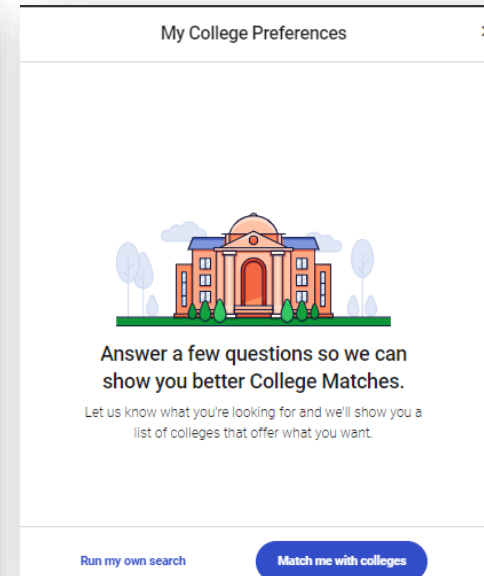 My College Preferences
Answer a few questions so we can
show you better College Matches.
Let us know what you're looking for and we'll show you a
list of colleges that offer what you want.
Run my own search
Match me with colleges